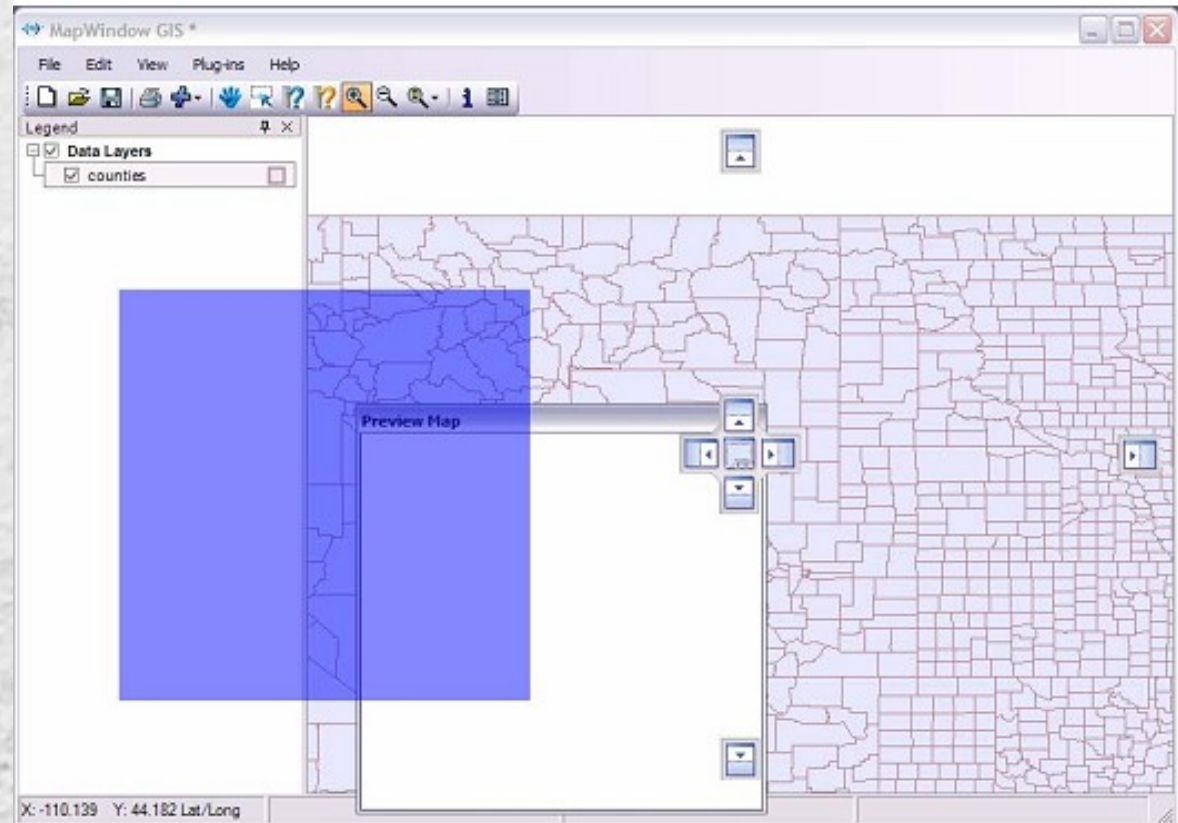 MapWindow GIS *
File Edit View Plug-ins Help
Legend
Data Layers
counties
Preview Map
X: -110.139 Y: 44.182 Lat/Long